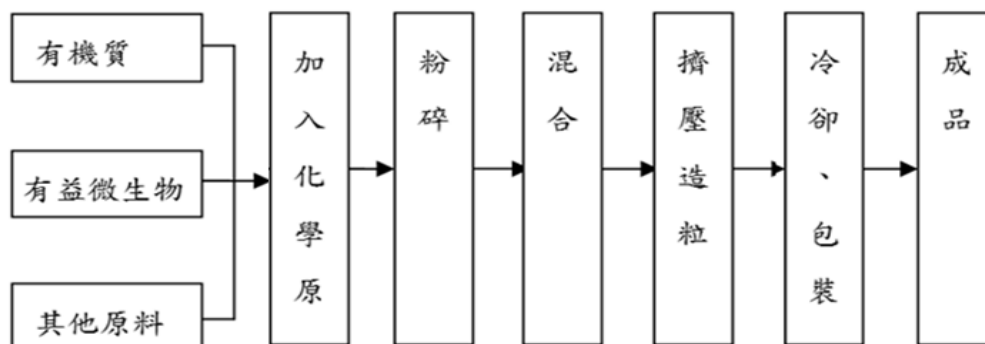 有機質
有益微生物
其他原料
加入化學原
粉碎
混合
擠壓造粒
冷卻、包裝
成品